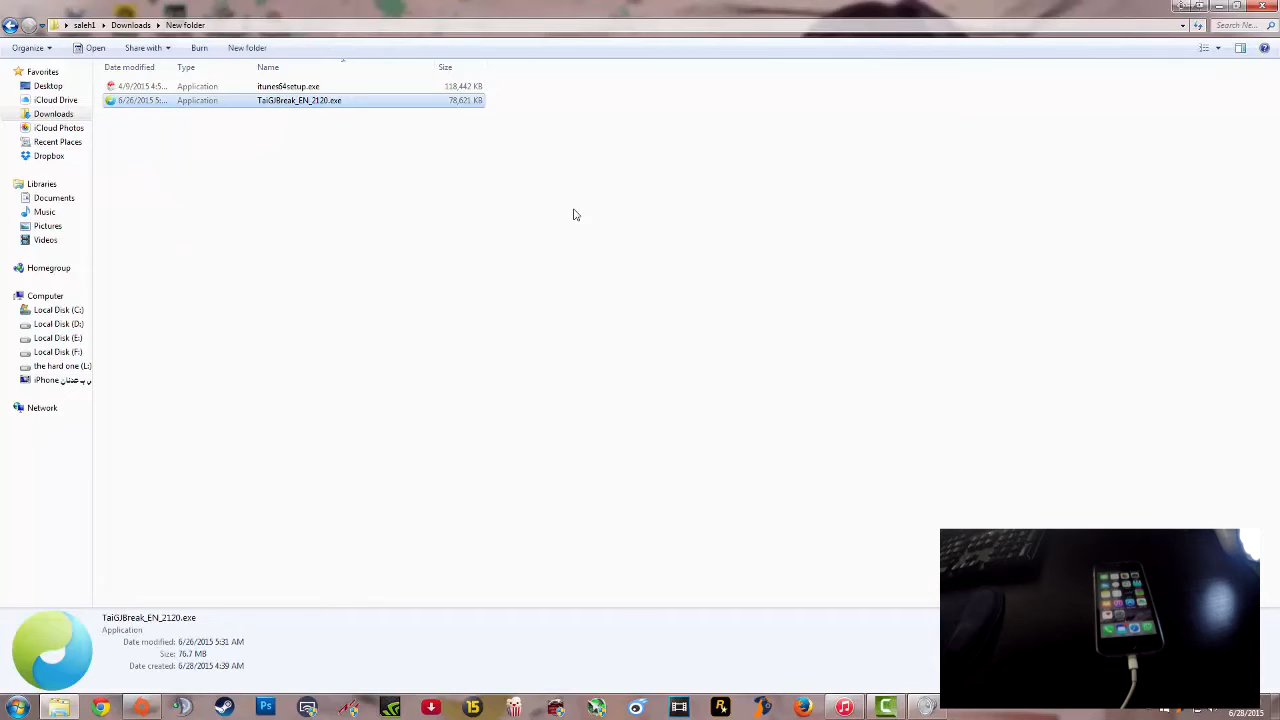 saleh1 Downloads New folder Search Ne...
Organize Open Share with Burn New folder
Date modified Type Name Size
4/9/2015 4:5... Application itunes64setup.exe 118,442 KB
6/26/2015 5:... Application TaiGJBreak_EN_2120.exe 78,621 KB
Favorites
Desktop
iCloud Drive
Downloads
iCloud Photos
Recent Places
Dropbox
Libraries
Documents
Music
Pictures
Videos
Homegroup
Computer
Local Disk (C:)
Local Disk (D:)
Local Disk (E:)
Local Disk (F:)
the hard one (L:)
iPhone
Network
TaiGJBreak_EN_2120.exe
Application
Date modified: 6/26/2015 5:31 AM
Size: 76.7 MB
Date created: 6/28/2015 4:39 AM
Ps 15
6/28/2015